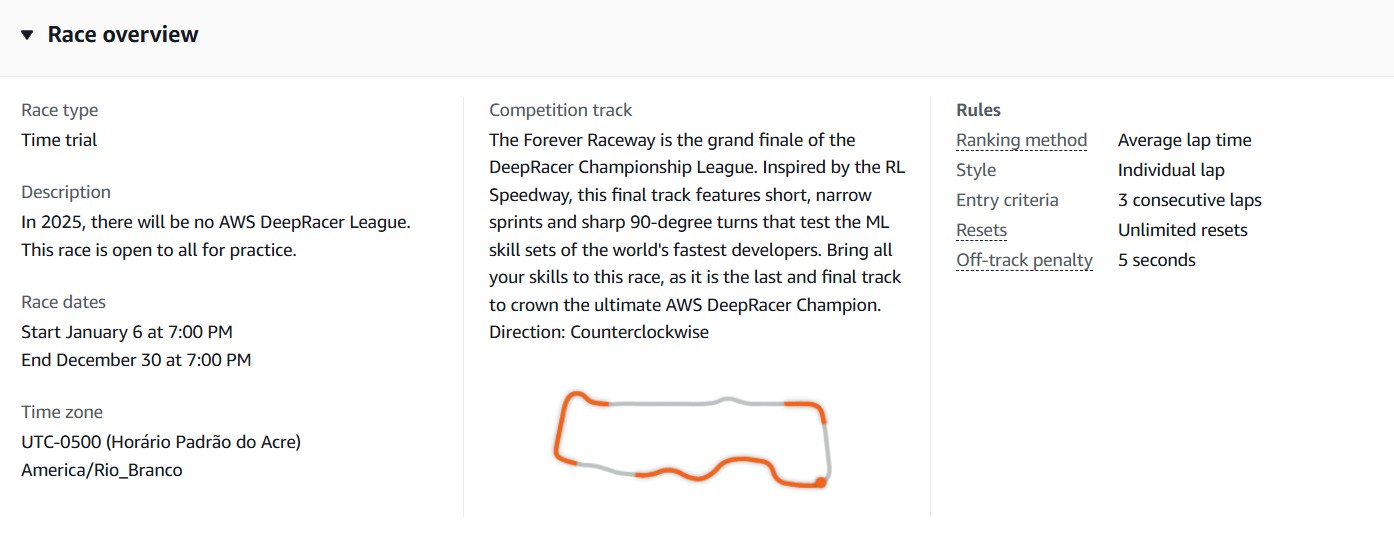 Race overview
Race type
Time trial
Description
In 2025, there will be no AWS DeepRacer League.
This race is open to all for practice.
Race dates
Start January 6 at 7:00 PM
End December 30 at 7:00 PM
Time zone
UTC-0500 (Horário Padrão do Acre)
America/Rio_Branco
Competition track
The Forever Raceway is the grand finale of the
DeepRacer Championship League. Inspired by the RL
Speedway, this final track features short, narrow
sprints and sharp 90-degree turns that test the ML
skill sets of the world's fastest developers. Bring all
your skills to this race, as it is the last and final track
to crown the ultimate AWS DeepRacer Champion.
Direction: Counterclockwise
Rules
Ranking method Average lap time
Style Individual lap
Entry criteria 3 consecutive laps
Resets Unlimited resets
Off-track penalty 5 seconds